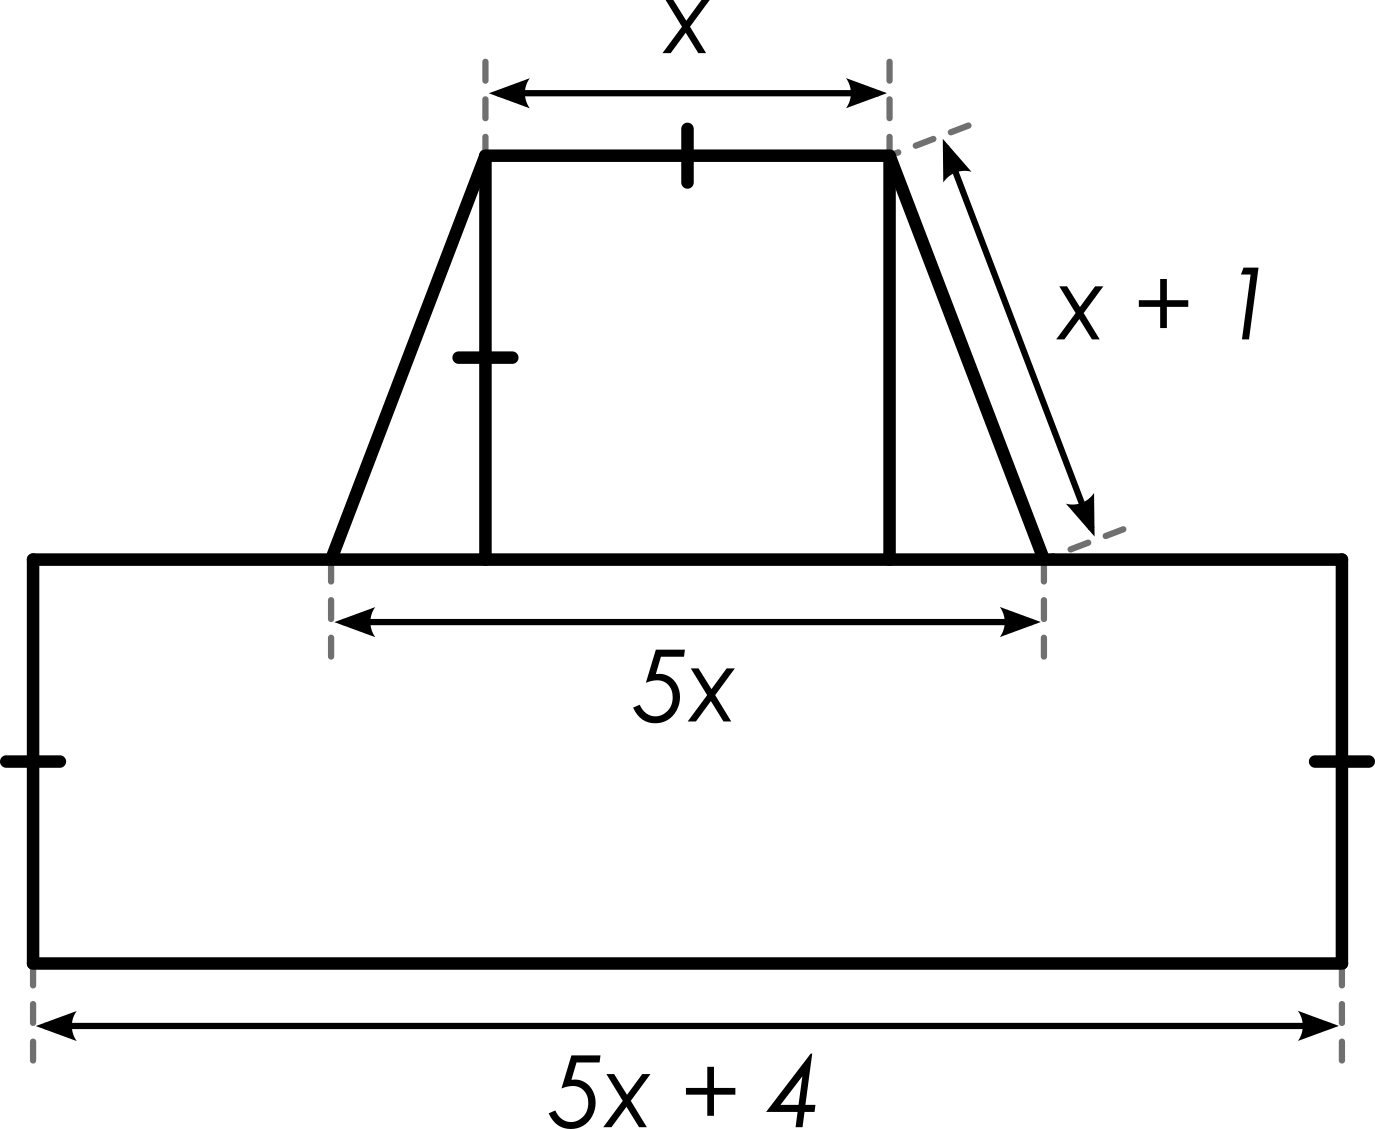 x
x + 1
5x
5x + 4